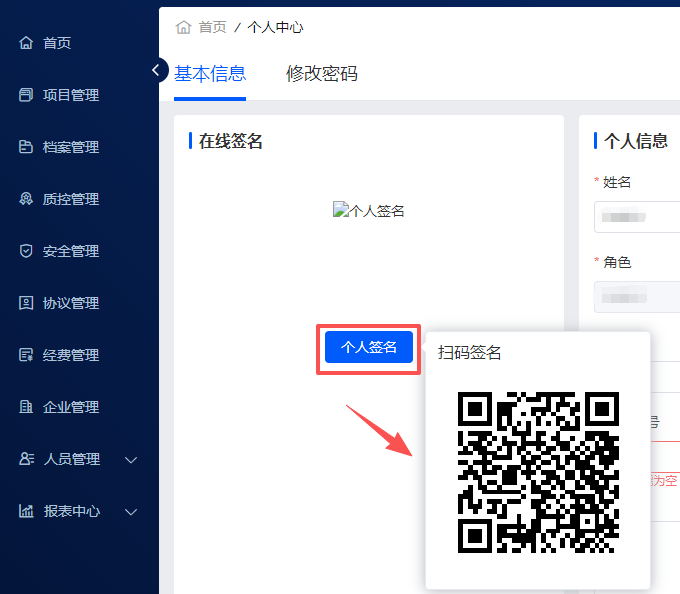 首页
项目管理
档案管理
质控管理
安全管理
协议管理
经费管理
企业管理
人员管理
报表中心
首页 / 个人中心
基本信息 修改密码
在线签名
个人签名
个人签名
扫码签名
个人信息
* 姓名
* 角色
号
为空